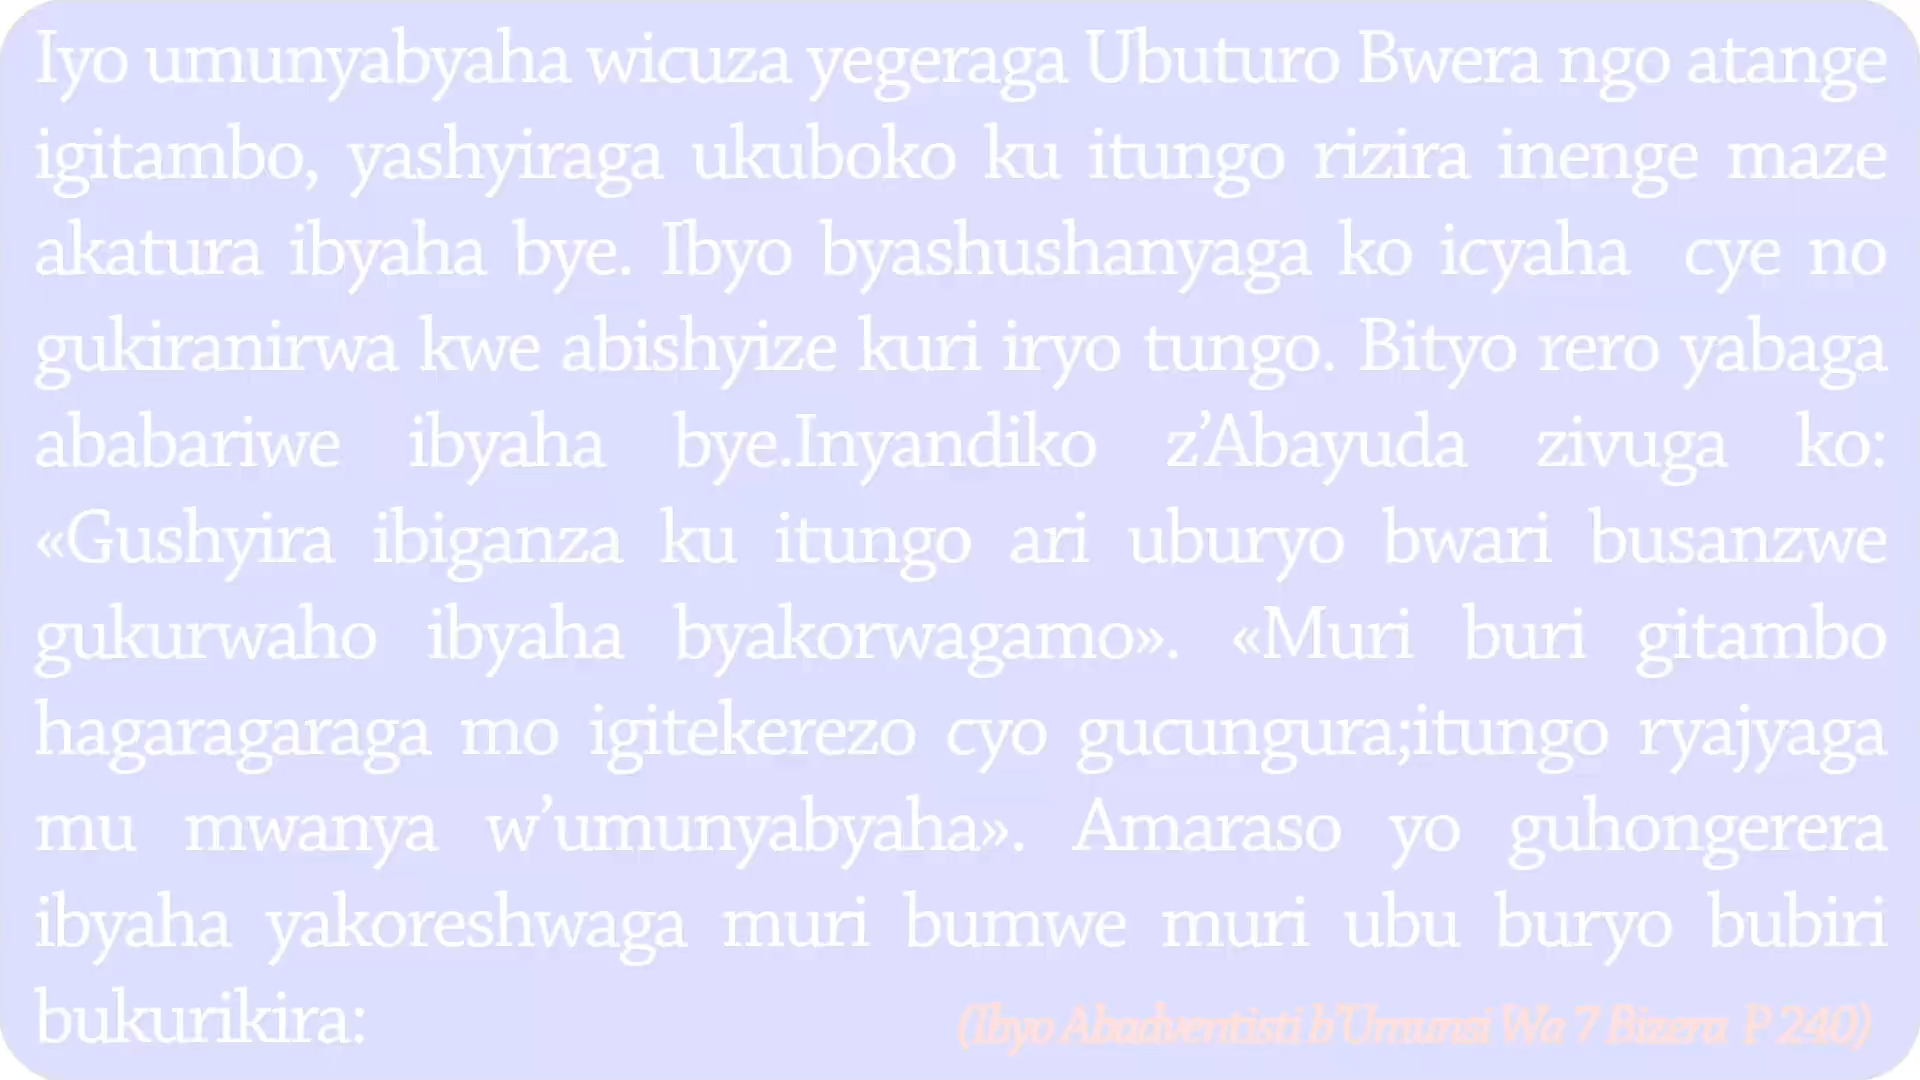 Iyo umunyabyaha wicuza yegeraga Ubuturo Bwera ngo atange
igitambo, yashyiraga ukuboko ku itungo rizira inenge maze
akatura ibyaha bye. Ibyo byashushanyaga ko icyaha cye no
gukiranirwa kwe abishyize kuri iryo tungo. Bityo rero yabaga
ababariwe ibyaha bye.Inyandiko z’Abayuda zivuga ko:
«Gushyira ibiganza ku itungo ari uburyo bwari busanzwe
gukurwaho ibyaha byakorwagamo». «Muri buri gitambo
hagaragaraga mo igitekerezo cyo gucungura;itungo ryajyaga
mu mwanya w’umunyabyaha». Amaraso yo guhongerera
ibyaha yakoreshwaga muri bumwe muri ubu buryo bubiri
bukurikira: (Ibyo Abadventisti b’Umunsi Wa 7 Bizera P 240)